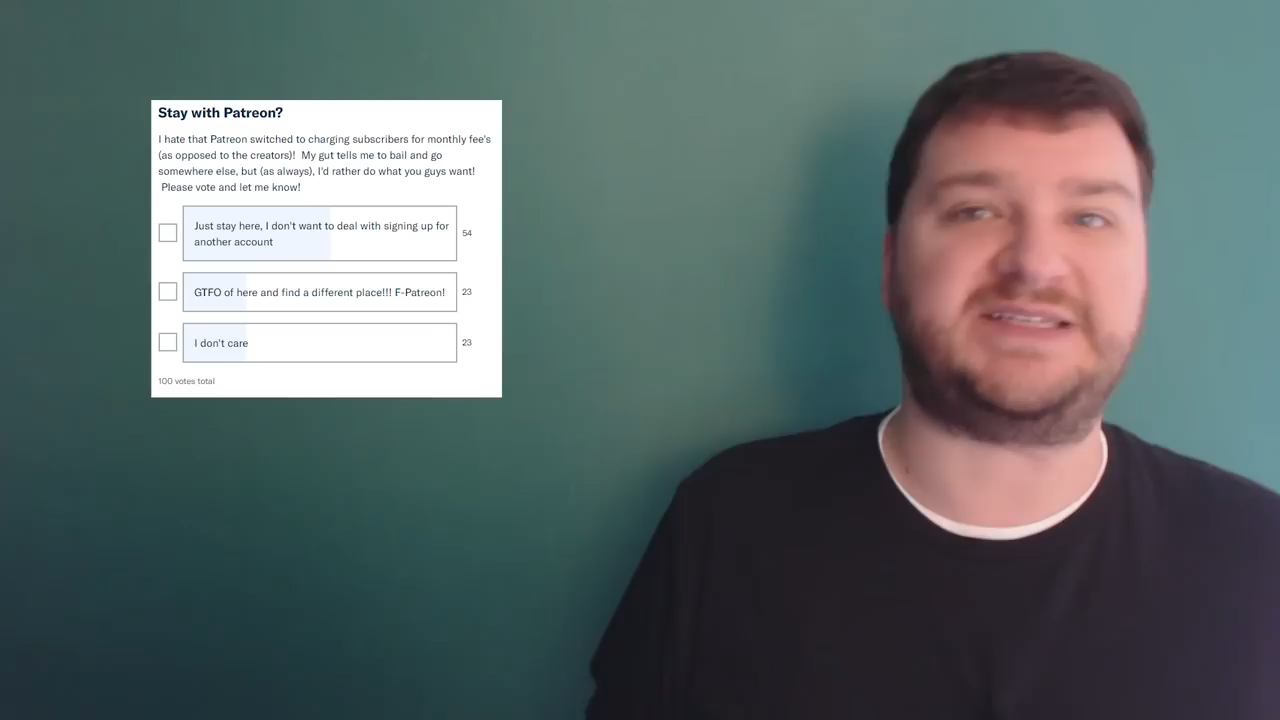 Stay with Patreon?
I hate that Patreon switched to charging subscribers for monthly fee's
(as opposed to the creators)!  My gut tells me to bail and go
somewhere else, but (as always), I'd rather do what you guys want!
Please vote and let me know!
Just stay here, I don't want to deal with signing up for
another account
54
GTFO of here and find a different place!!! F-Patreon!
23
I don't care
23
100 votes total